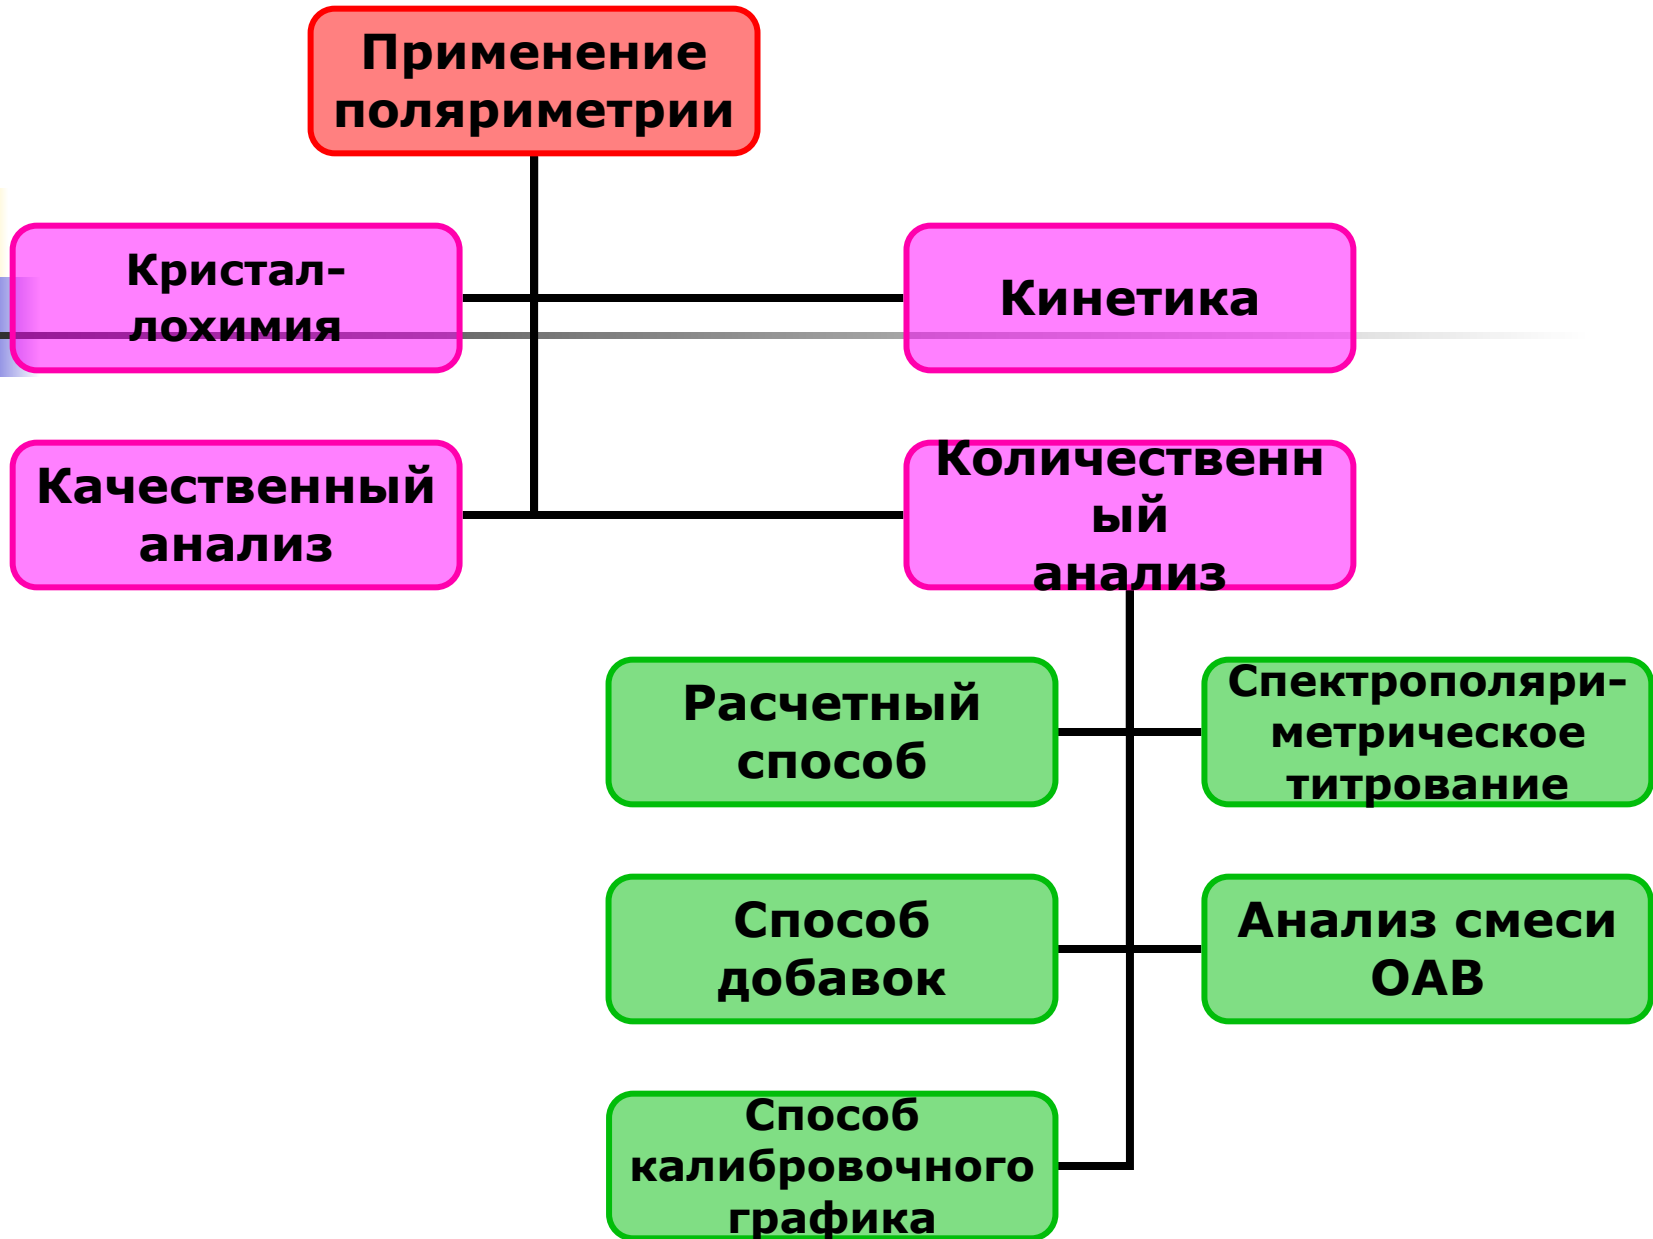 Применение
поляриметрии
Кристал-
лохимия
Кинетика
Качественный
анализ
Количественн
ый
анализ
Расчетный
способ
Спектрополяри-
метрическое
титрование
Способ
добавок
Анализ смеси
ОАВ
Способ
калибровочного
графика